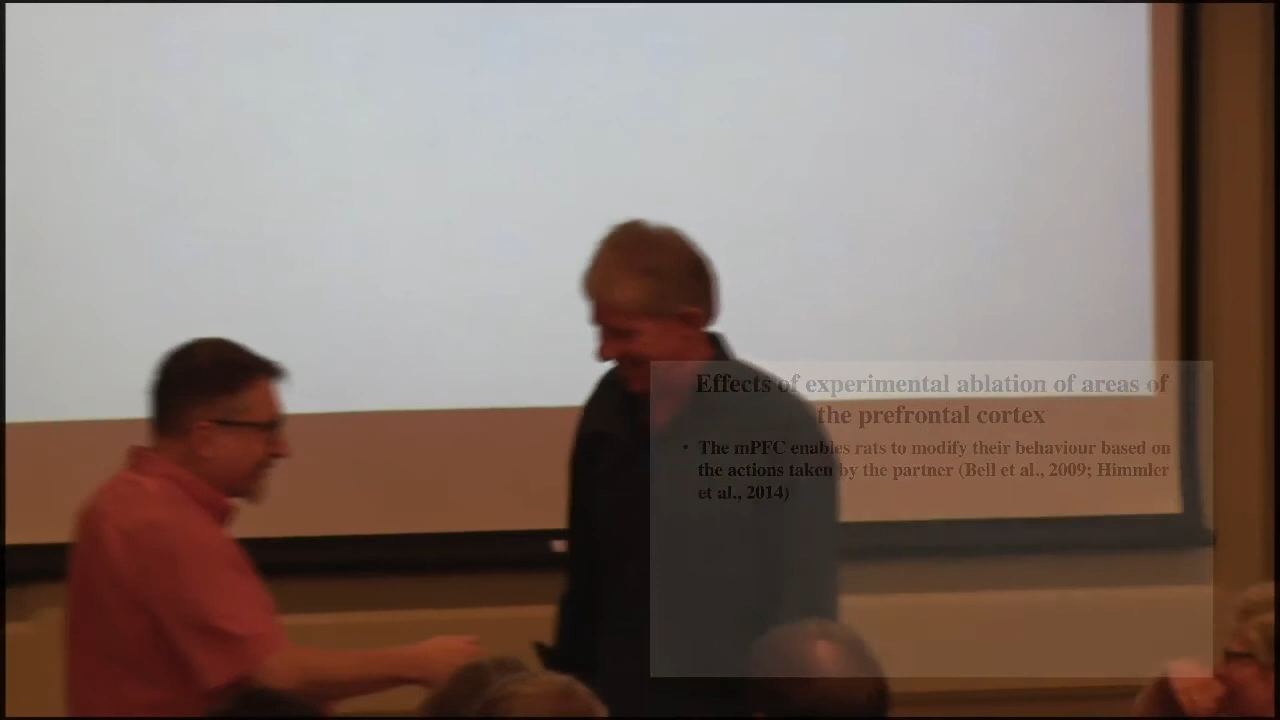 Effects of experimental ablation of areas of
the prefrontal cortex
• The mPFC enables rats to modify their behaviour based on
the actions taken by the partner (Bell et al., 2009; Himmler
et al., 2014)